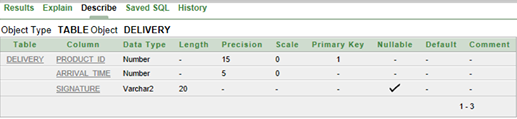 Results Explain Describe Saved SQL History
Object Type TABLE Object DELIVERY
Table Column Data Type Length Precision Scale Primary Key Nullable Default Comment
DELIVERY PRODUCT_ID Number - 15 0 1 - - -
ARRIVAL_TIME Number - 5 0 - - - -
SIGNATURE Varchar2 20 - - - ✓ - -
1 - 3